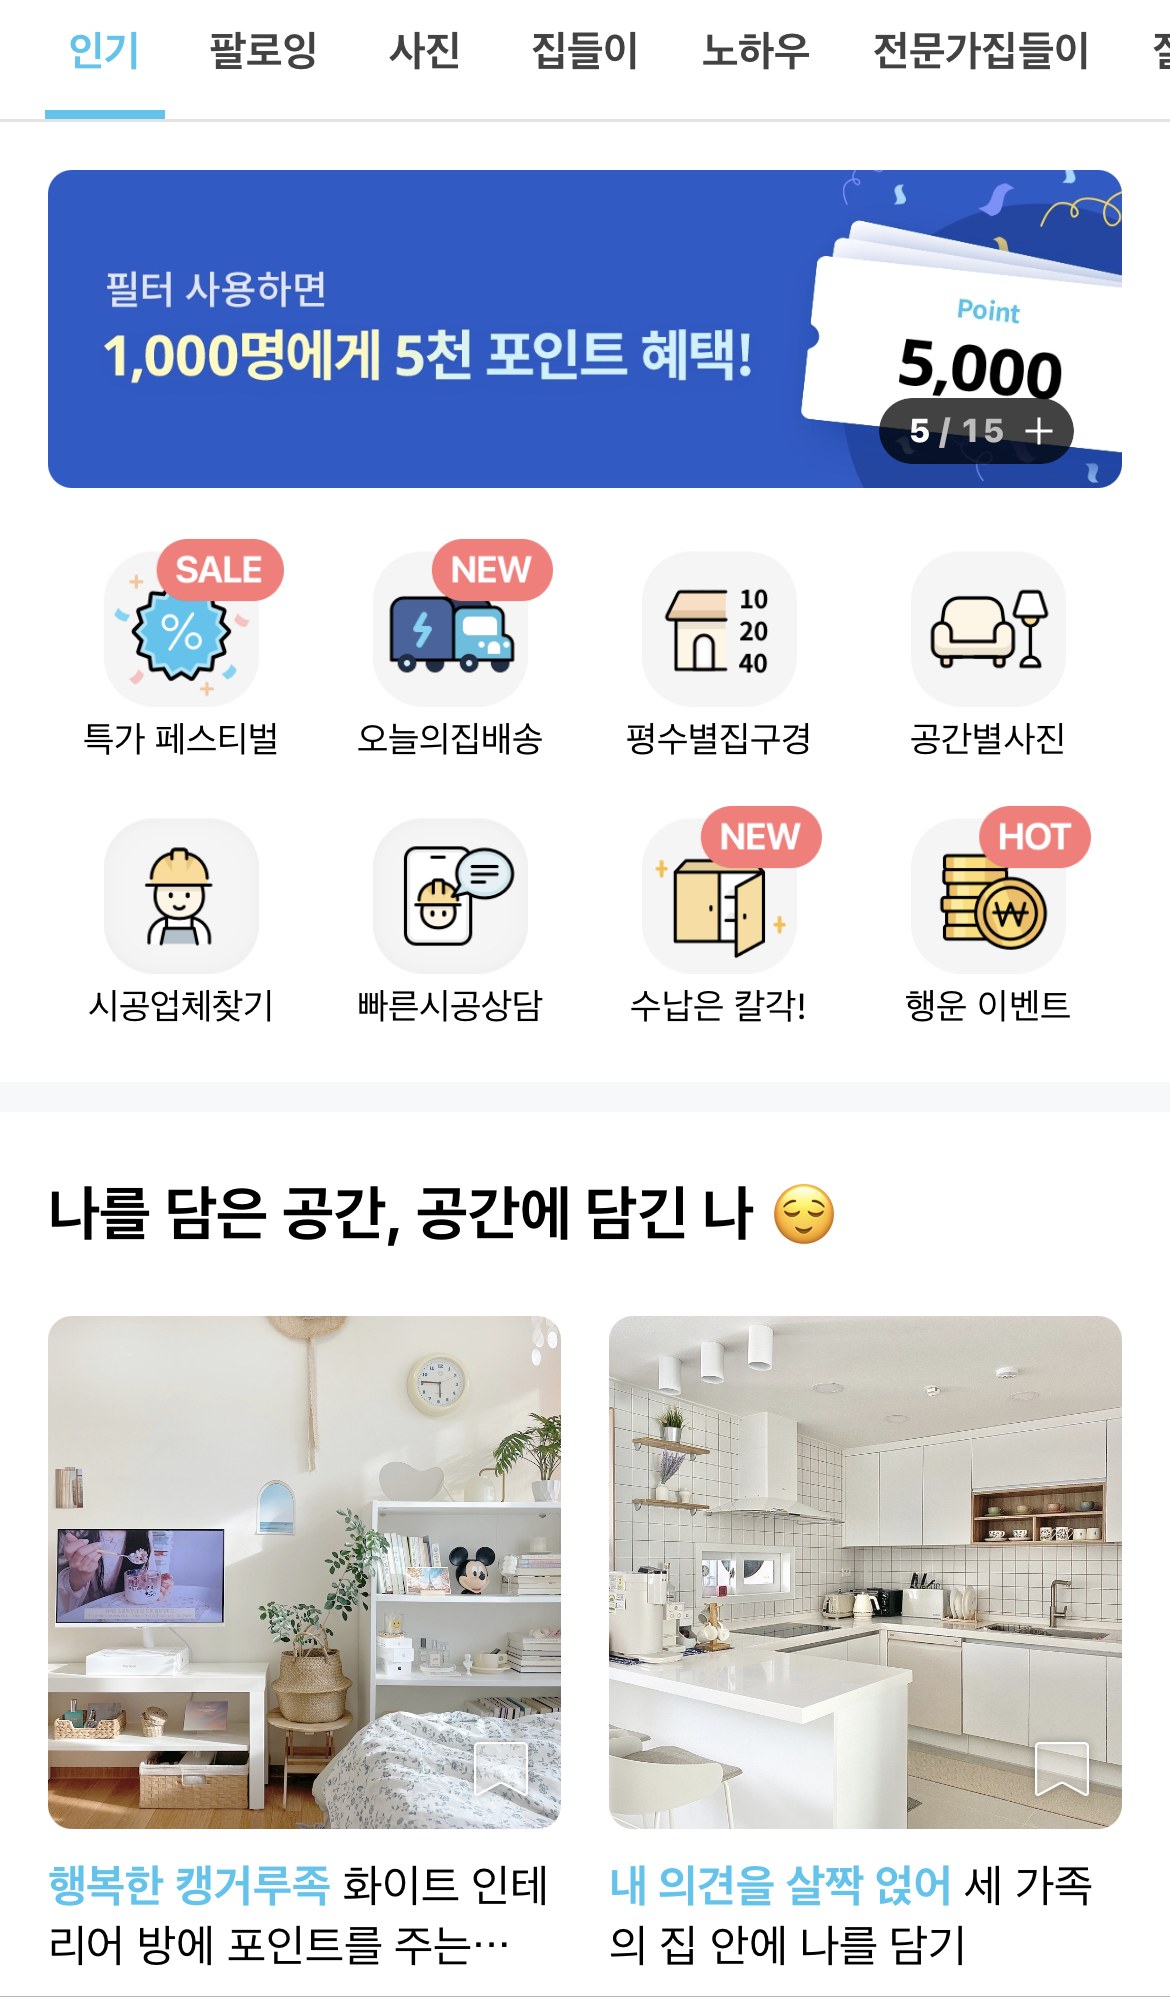 인기 팔로잉 사진 집들이 노하우 전문가집들이
필터 사용하면
1,000명에게 5천 포인트 혜택!
Point
5,000
5 / 15 +
SALE
NEW
%
10
20
40
특가 페스티벌 오늘의집배송 평수별집구경 공간별사진
NEW
HOT
시공업체찾기 빠른시공상담 수납은 칼각! 행운 이벤트
나를 담은 공간, 공간에 담긴 나 😌
행복한 캥거루족 화이트 인테
리어 방에 포인트를 주는…
내 의견을 살짝 얹어 세 가족
의 집 안에 나를 담기